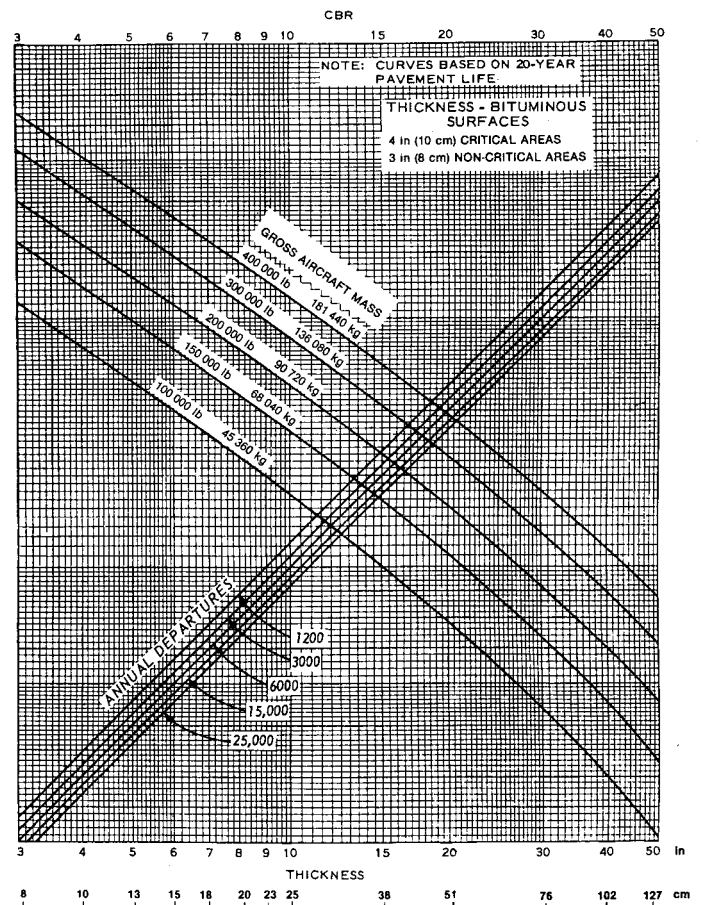 CBR
3 4 5 6 7 8 9 10 15 20 30 40 50
NOTE: CURVES BASED ON 20-YEAR
PAVEMENT LIFE.
THICKNESS - BITUMINOUS
SURFACES
4 in (10 cm) CRITICAL AREAS
3 in (8 cm) NON-CRITICAL AREAS
GROSS AIRCRAFT MASS
400 000 lb 181 440 kg
300 000 lb 136 080 kg
200 000 lb 90 720 kg
150 000 lb 68 040 kg
100 000 lb 45 360 kg
ANNUAL DEPARTURES
1200
3000
6000
15,000
25,000
3 4 5 6 7 8 9 10 15 20 30 40 50 in
THICKNESS
8 10 13 15 18 20 23 25 38 51 76 102 127 cm